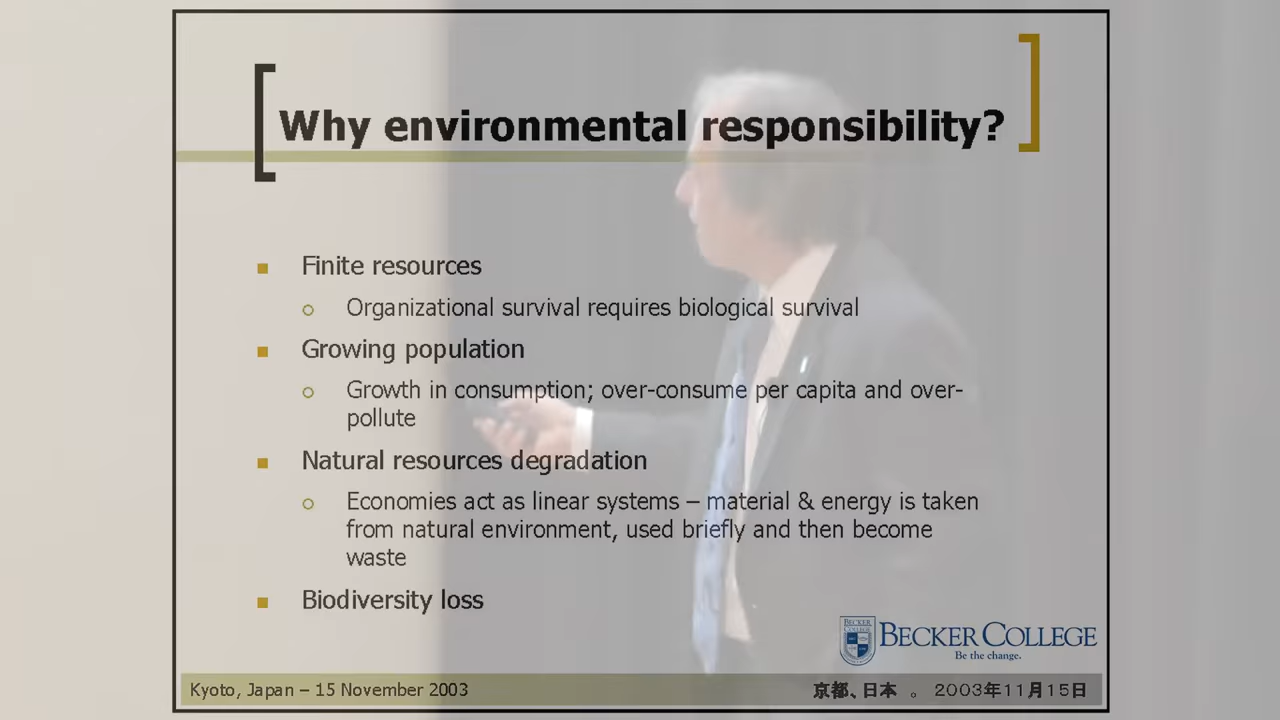 Why environmental responsibility?
Finite resources
Organizational survival requires biological survival
Growing population
Growth in consumption; over-consume per capita and over-
pollute
Natural resources degradation
Economies act as linear systems – material & energy is taken
from natural environment, used briefly and then become
waste
Biodiversity loss
BECKER
COLLEGE
BECKER COLLEGE
Be the change.
Kyoto, Japan – 15 November 2003
京都、日本 。 2003年11月15日